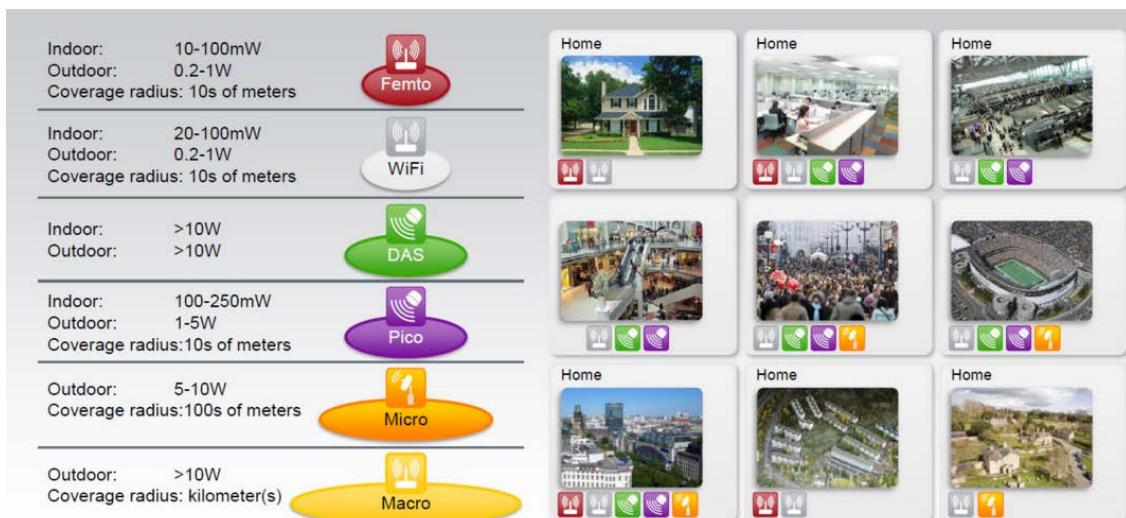 Indoor: 10-100mW
Outdoor: 0.2-1W
Coverage radius: 10s of meters
Femto
Indoor: 20-100mW
Outdoor: 0.2-1W
Coverage radius: 10s of meters
WiFi
Indoor: >10W
Outdoor: >10W
DAS
Indoor: 100-250mW
Outdoor: 1-5W
Coverage radius:10s of meters
Pico
Outdoor: 5-10W
Coverage radius:100s of meters
Micro
Outdoor: >10W
Coverage radius: kilometer(s)
Macro
Home
Home
Home
Home
Home
Home